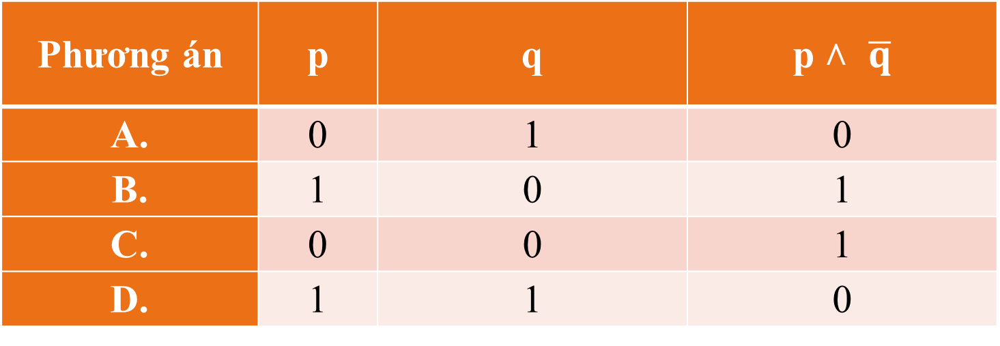 Phương án p q p ∧ q̅
A. 0 1 0
B. 1 0 1
C. 0 0 1
D. 1 1 0